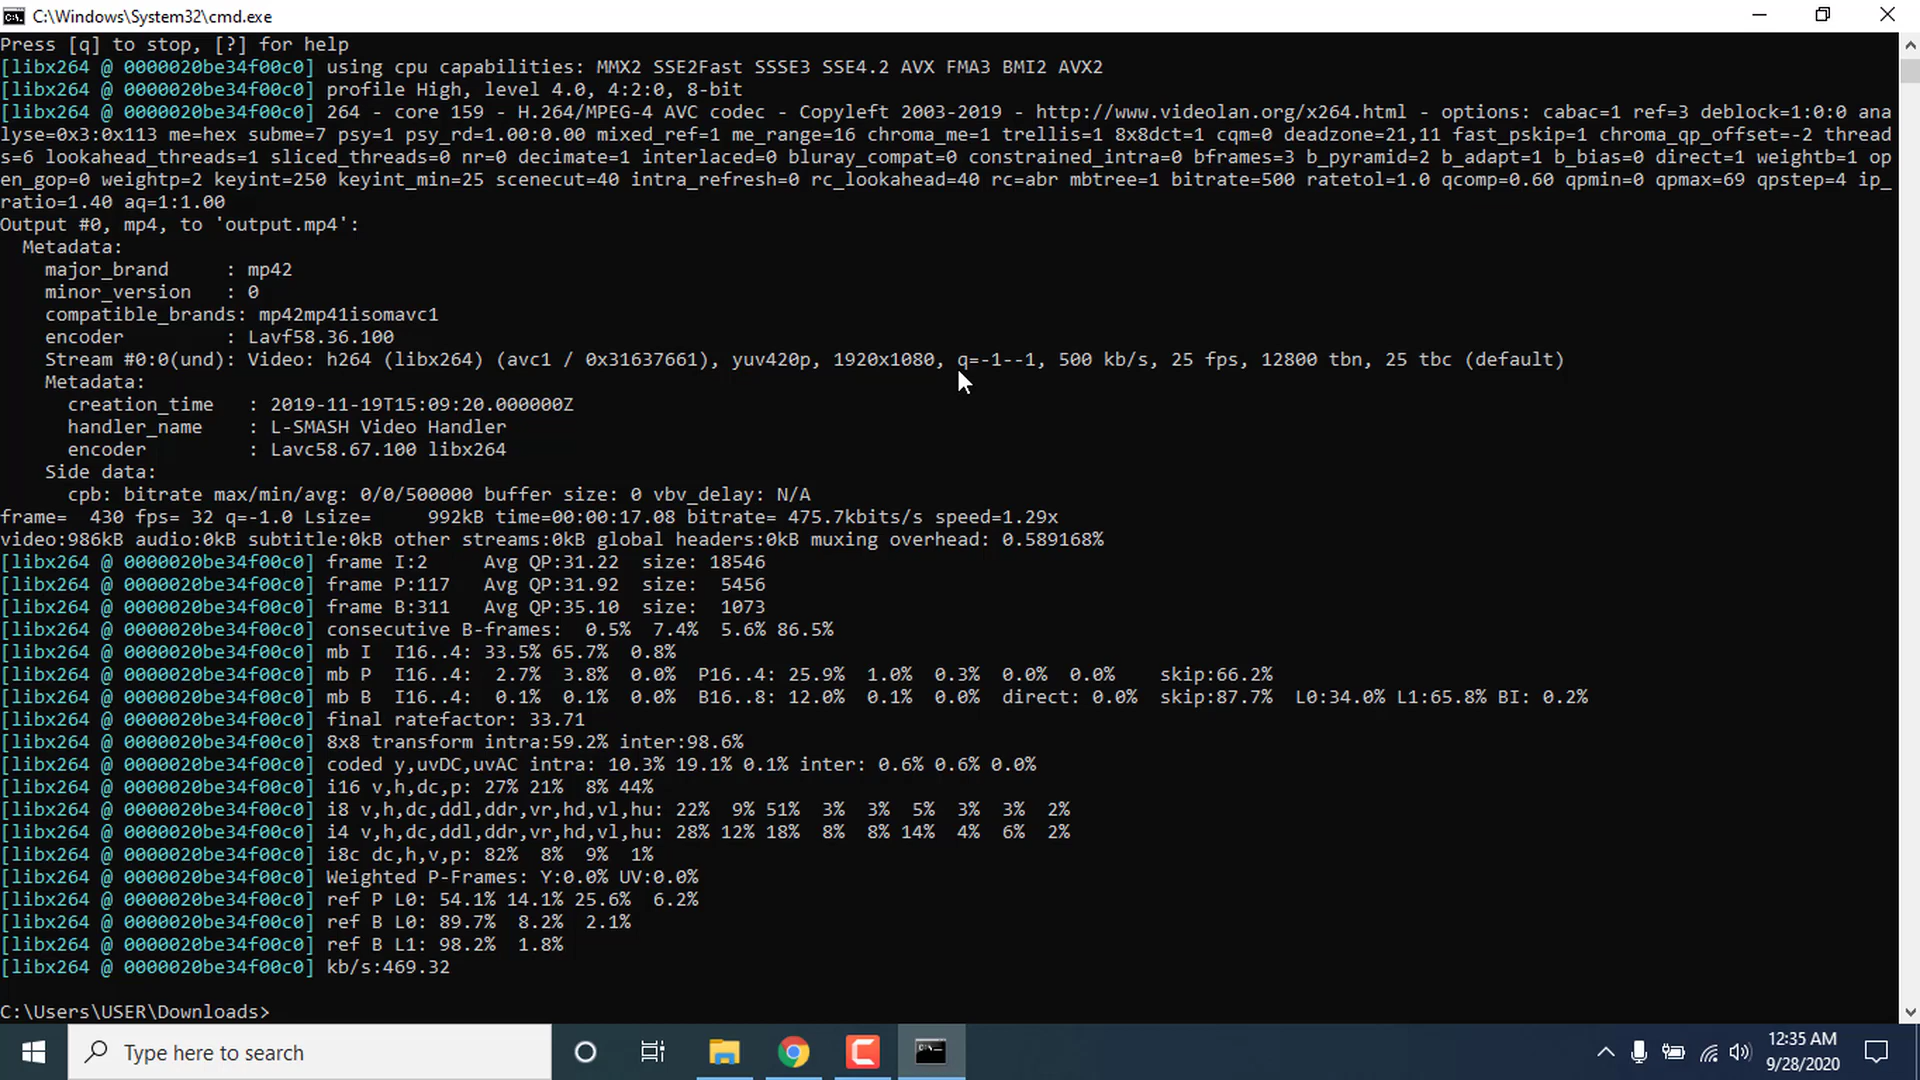 C:\Windows\System32\cmd.exe
Press [q] to stop, [?] for help
[libx264 @ 0000020be34f00c0] using cpu capabilities: MMX2 SSE2Fast SSSE3 SSE4.2 AVX FMA3 BMI2 AVX2
[libx264 @ 0000020be34f00c0] profile High, level 4.0, 4:2:0, 8-bit
[libx264 @ 0000020be34f00c0] 264 - core 159 - H.264/MPEG-4 AVC codec - Copyleft 2003-2019 - http://www.videolan.org/x264.html - options: cabac=1 ref=3 deblock=1:0:0 ana
lyse=0x3:0x113 me=hex subme=7 psy=1 psy_rd=1.00:0.00 mixed_ref=1 me_range=16 chroma_me=1 trellis=1 8x8dct=1 cqm=0 deadzone=21,11 fast_pskip=1 chroma_qp_offset=-2 thread
s=6 lookahead_threads=1 sliced_threads=0 nr=0 decimate=1 interlaced=0 bluray_compat=0 constrained_intra=0 bframes=3 b_pyramid=2 b_adapt=1 b_bias=0 direct=1 weightb=1 op
en_gop=0 weightp=2 keyint=250 keyint_min=25 scenecut=40 intra_refresh=0 rc_lookahead=40 rc=abr mbtree=1 bitrate=500 ratetol=1.0 qcomp=0.60 qpmin=0 qpmax=69 qpstep=4 ip_
ratio=1.40 aq=1:1.00
Output #0, mp4, to 'output.mp4':
  Metadata:
    major_brand     : mp42
    minor_version   : 0
    compatible_brands: mp42mp41isomavc1
    encoder         : Lavf58.36.100
    Stream #0:0(und): Video: h264 (libx264) (avc1 / 0x31637661), yuv420p, 1920x1080, q=-1--1, 500 kb/s, 25 fps, 12800 tbn, 25 tbc (default)
    Metadata:
      creation_time   : 2019-11-19T15:09:20.000000Z
      handler_name    : L-SMASH Video Handler
      encoder         : Lavc58.67.100 libx264
    Side data:
      cpb: bitrate max/min/avg: 0/0/500000 buffer size: 0 vbv_delay: N/A
frame=  430 fps= 32 q=-1.0 Lsize=     992kB time=00:00:17.08 bitrate= 475.7kbits/s speed=1.29x
video:986kB audio:0kB subtitle:0kB other streams:0kB global headers:0kB muxing overhead: 0.589168%
[libx264 @ 0000020be34f00c0] frame I:2     Avg QP:31.22  size: 18546
[libx264 @ 0000020be34f00c0] frame P:117   Avg QP:31.92  size:  5456
[libx264 @ 0000020be34f00c0] frame B:311   Avg QP:35.10  size:  1073
[libx264 @ 0000020be34f00c0] consecutive B-frames:  0.5%  7.4%  5.6% 86.5%
[libx264 @ 0000020be34f00c0] mb I  I16..4: 33.5% 65.7%  0.8%
[libx264 @ 0000020be34f00c0] mb P  I16..4:  2.7%  3.8%  0.0%  P16..4: 25.9%  1.0%  0.3%  0.0%  0.0%    skip:66.2%
[libx264 @ 0000020be34f00c0] mb B  I16..4:  0.1%  0.1%  0.0%  B16..8: 12.0%  0.1%  0.0%  direct: 0.0%  skip:87.7%  L0:34.0% L1:65.8% BI: 0.2%
[libx264 @ 0000020be34f00c0] final ratefactor: 33.71
[libx264 @ 0000020be34f00c0] 8x8 transform intra:59.2% inter:98.6%
[libx264 @ 0000020be34f00c0] coded y,uvDC,uvAC intra: 10.3% 19.1% 0.1% inter: 0.6% 0.6% 0.0%
[libx264 @ 0000020be34f00c0] i16 v,h,dc,p: 27% 21%  8% 44%
[libx264 @ 0000020be34f00c0] i8 v,h,dc,ddl,ddr,vr,hd,vl,hu: 22%  9% 51%  3%  3%  5%  3%  3%  2%
[libx264 @ 0000020be34f00c0] i4 v,h,dc,ddl,ddr,vr,hd,vl,hu: 28% 12% 18%  8%  8% 14%  4%  6%  2%
[libx264 @ 0000020be34f00c0] i8c dc,h,v,p: 82%  8%  9%  1%
[libx264 @ 0000020be34f00c0] Weighted P-Frames: Y:0.0% UV:0.0%
[libx264 @ 0000020be34f00c0] ref P L0: 54.1% 14.1% 25.6%  6.2%
[libx264 @ 0000020be34f00c0] ref B L0: 89.7%  8.2%  2.1%
[libx264 @ 0000020be34f00c0] ref B L1: 98.2%  1.8%
[libx264 @ 0000020be34f00c0] kb/s:469.32
C:\Users\USER\Downloads>
Type here to search
12:35 AM
9/28/2020